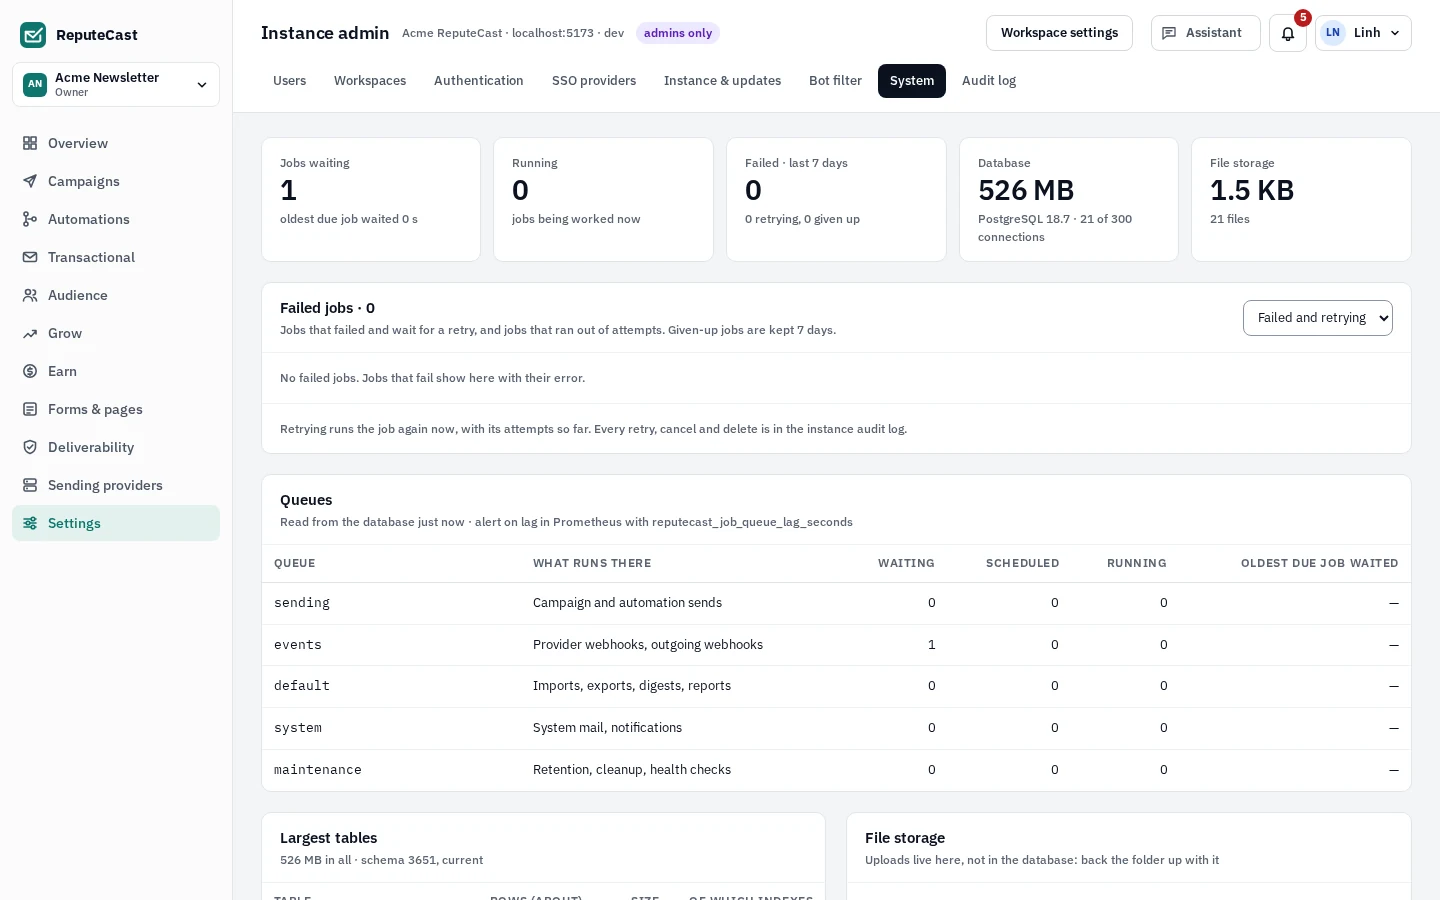 ReputeCast
AN
Acme Newsletter
Owner
Overview
Campaigns
Automations
Transactional
Audience
Grow
Earn
Forms & pages
Deliverability
Sending providers
Settings
Instance admin
Acme ReputeCast · localhost:5173 · dev
admins only
Workspace settings
Assistant
5
LN
Linh
Users
Workspaces
Authentication
SSO providers
Instance & updates
Bot filter
System
Audit log
Jobs waiting
1
oldest due job waited 0 s
Running
0
jobs being worked now
Failed · last 7 days
0
0 retrying, 0 given up
Database
526 MB
PostgreSQL 18.7 · 21 of 300
connections
File storage
1.5 KB
21 files
Failed jobs · 0
Jobs that failed and wait for a retry, and jobs that ran out of attempts. Given-up jobs are kept 7 days.
Failed and retrying
No failed jobs. Jobs that fail show here with their error.
Retrying runs the job again now, with its attempts so far. Every retry, cancel and delete is in the instance audit log.
Queues
Read from the database just now · alert on lag in Prometheus with reputecast_job_queue_lag_seconds
QUEUE WHAT RUNS THERE WAITING SCHEDULED RUNNING OLDEST DUE JOB WAITED
sending Campaign and automation sends 0 0 0 —
events Provider webhooks, outgoing webhooks 1 0 0 —
default Imports, exports, digests, reports 0 0 0 —
system System mail, notifications 0 0 0 —
maintenance Retention, cleanup, health checks 0 0 0 —
Largest tables
526 MB in all · schema 3651, current
TABLE ROWS (ABOUT) SIZE OF WHICH INDEXES
File storage
Uploads live here, not in the database: back the folder up with it